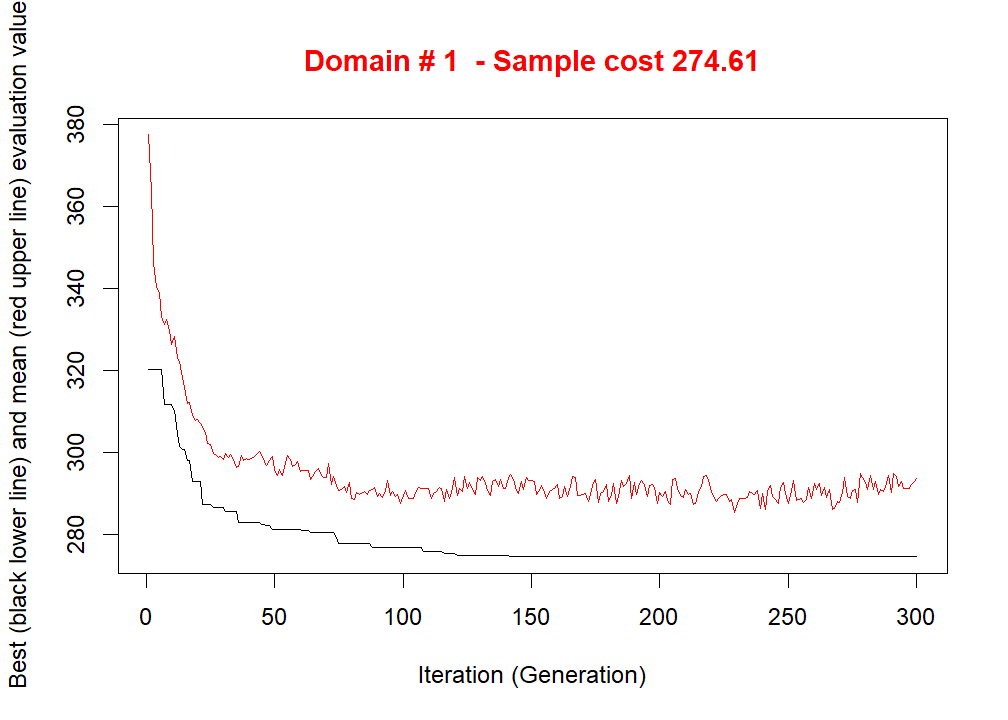 Domain # 1  - Sample cost 274.61
Best (black lower line) and mean (red upper line) evaluation value
380
360
340
320
300
280
0 50 100 150 200 250 300
Iteration (Generation)